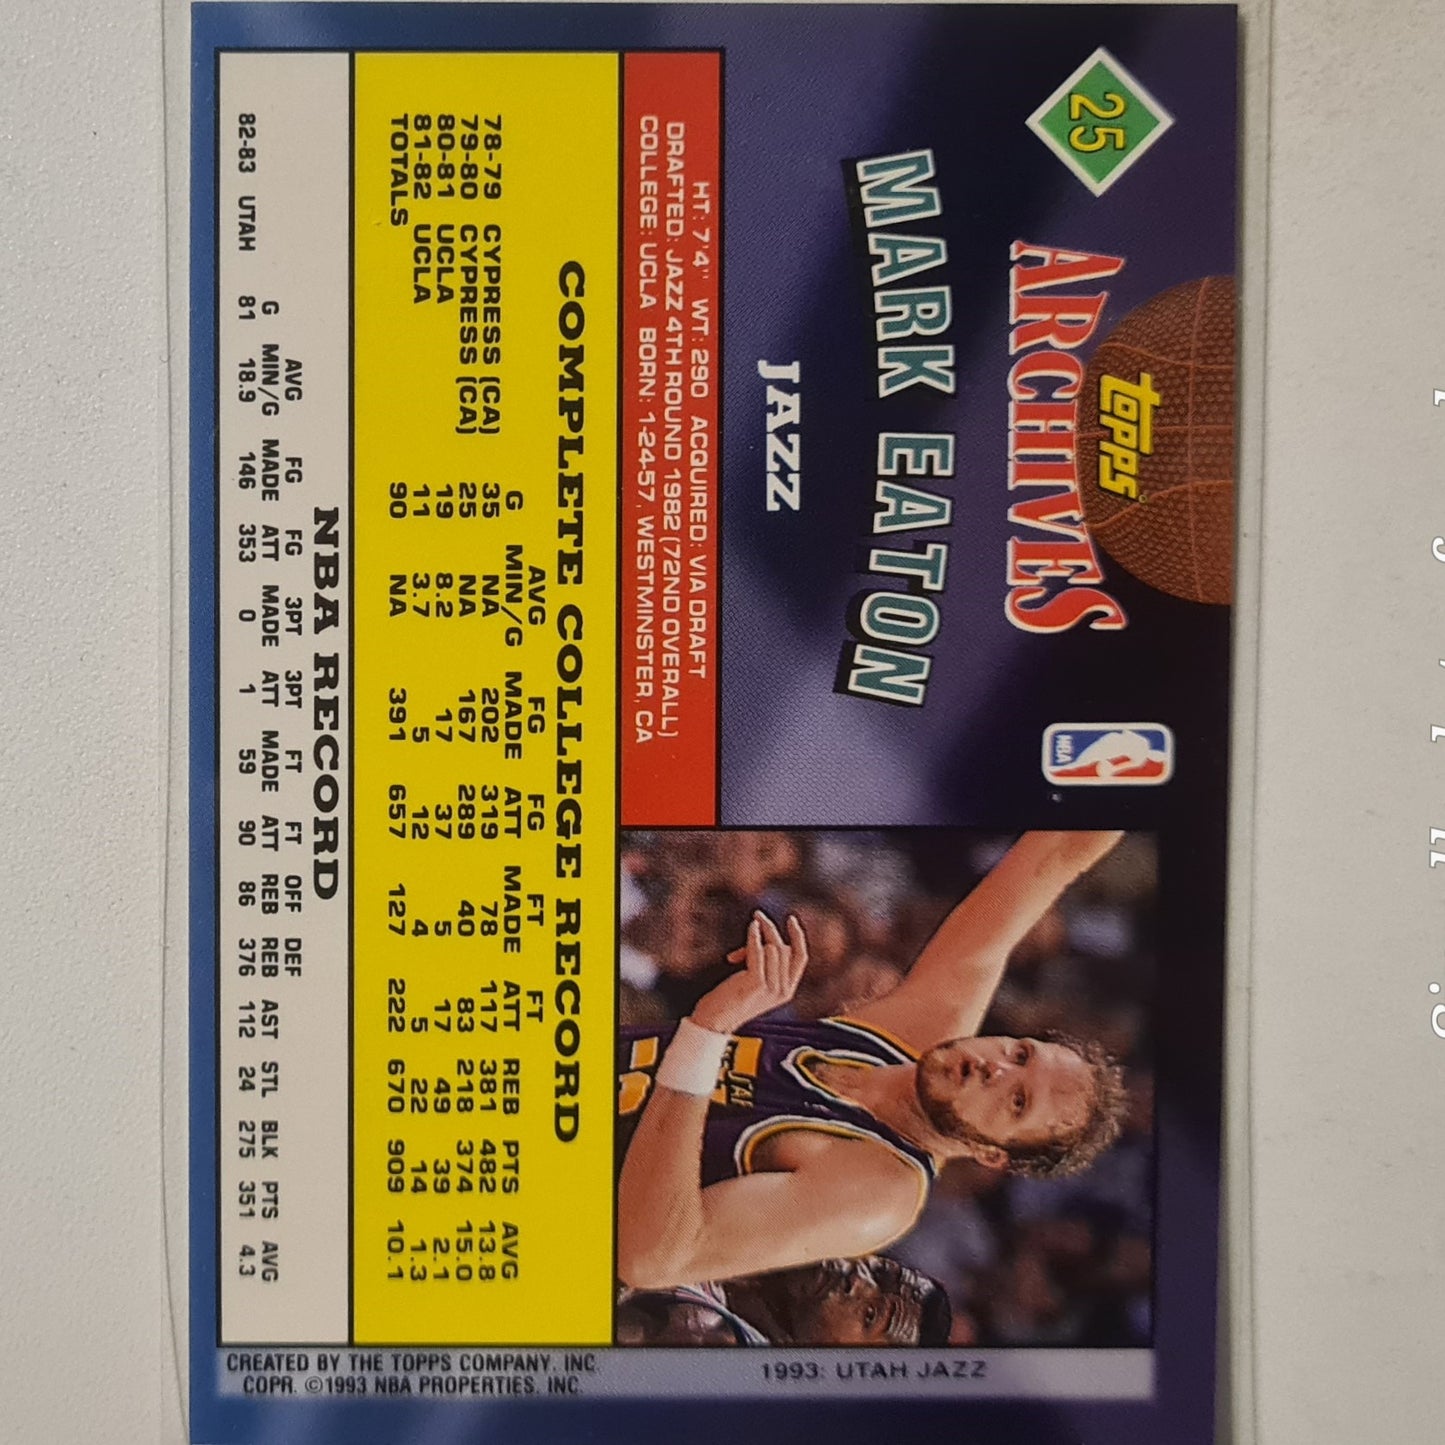 25
topps
ARCHIVES
NBA
MARK EATON
JAZZ
HT: 7'4" WT: 290 ACQUIRED: VIA DRAFT
DRAFTED: JAZZ 4TH ROUND 1982 (72ND OVERALL)
COLLEGE: UCLA BORN: 1-24-57, WESTMINSTER, CA
COMPLETE COLLEGE RECORD
AVG FG FG FT FT
G MIN/G MADE ATT MADE ATT REB PTS AVG
78-79 CYPRESS (CA) 35 NA 202 319 78 117 381 482 13.8
79-80 CYPRESS (CA) 25 NA 167 289 40 83 218 374 15.0
80-81 UCLA 19 8.2 17 37 5 17 49 39 2.1
81-82 UCLA 11 3.7 5 12 4 5 22 14 1.3
TOTALS 90 NA 391 657 127 222 670 909 10.1
NBA RECORD
AVG FG FG 3PT 3PT FT FT OFF DEF
G MIN/G MADE ATT MADE ATT MADE ATT REB REB AST STL BLK PTS AVG
82-83 UTAH 81 18.9 146 353 0 1 59 90 86 376 112 24 275 351 4.3
1993: UTAH JAZZ
CREATED BY THE TOPPS COMPANY, INC.
COPR. ©1993 NBA PROPERTIES, INC.